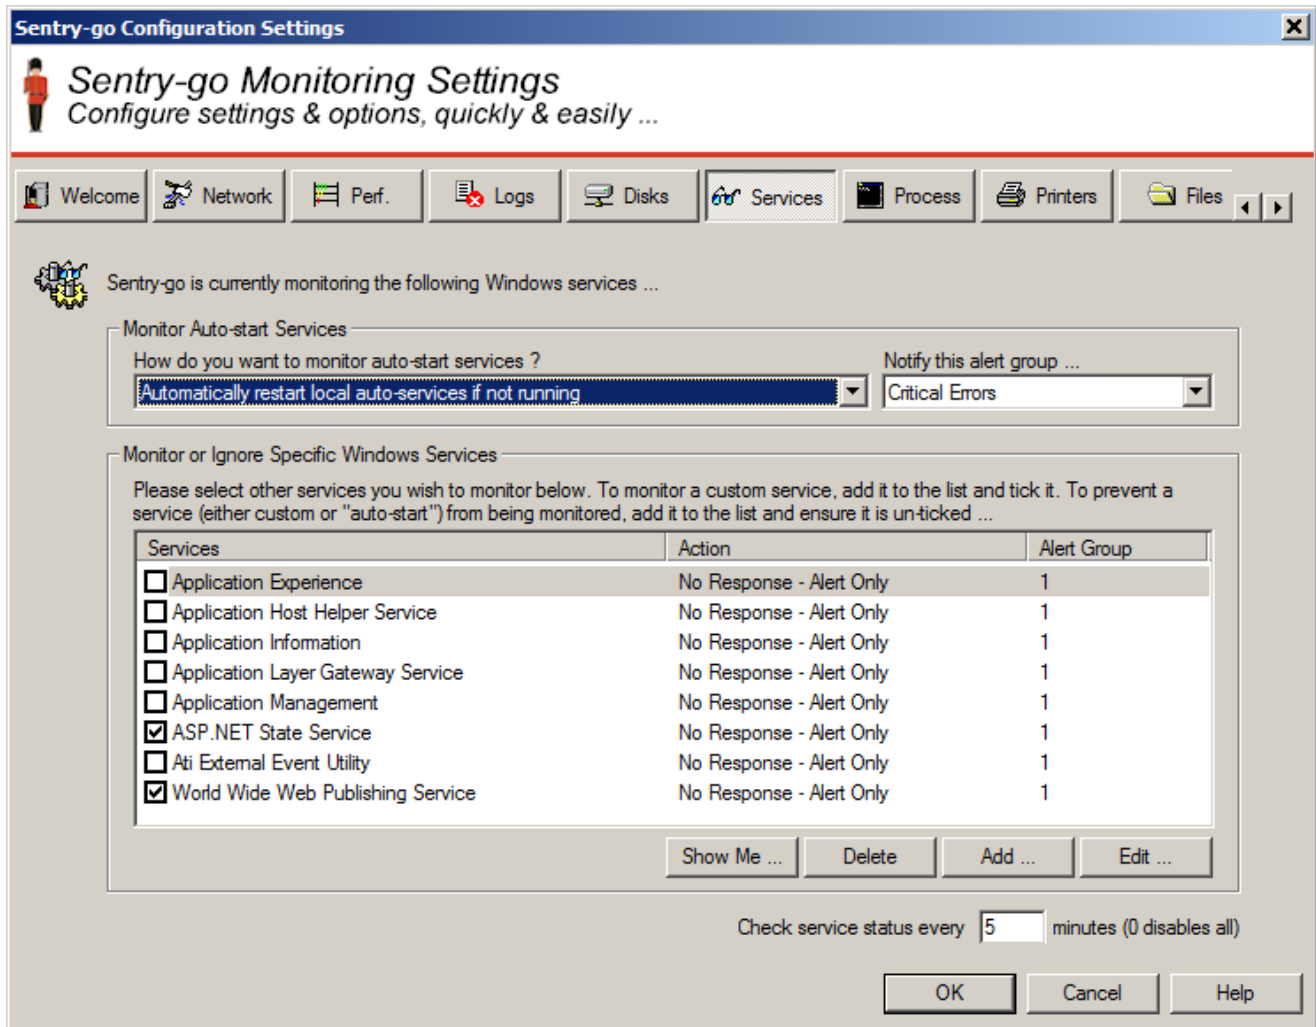 Sentry-go Configuration Settings
Sentry-go Monitoring Settings
Configure settings & options, quickly & easily ...
Welcome Network Perf. Logs Disks Services Process Printers Files
Sentry-go is currently monitoring the following Windows services ...
Monitor Auto-start Services
How do you want to monitor auto-start services ? Notify this alert group ...
Automatically restart local auto-services if not running Critical Errors
Monitor or Ignore Specific Windows Services
Please select other services you wish to monitor below. To monitor a custom service, add it to the list and tick it. To prevent a
service (either custom or "auto-start") from being monitored, add it to the list and ensure it is un-ticked ...
Services Action Alert Group
Application Experience No Response - Alert Only 1
Application Host Helper Service No Response - Alert Only 1
Application Information No Response - Alert Only 1
Application Layer Gateway Service No Response - Alert Only 1
Application Management No Response - Alert Only 1
ASP.NET State Service No Response - Alert Only 1
Ati External Event Utility No Response - Alert Only 1
World Wide Web Publishing Service No Response - Alert Only 1
Show Me ... Delete Add ... Edit ...
Check service status every 5 minutes (0 disables all)
OK Cancel Help